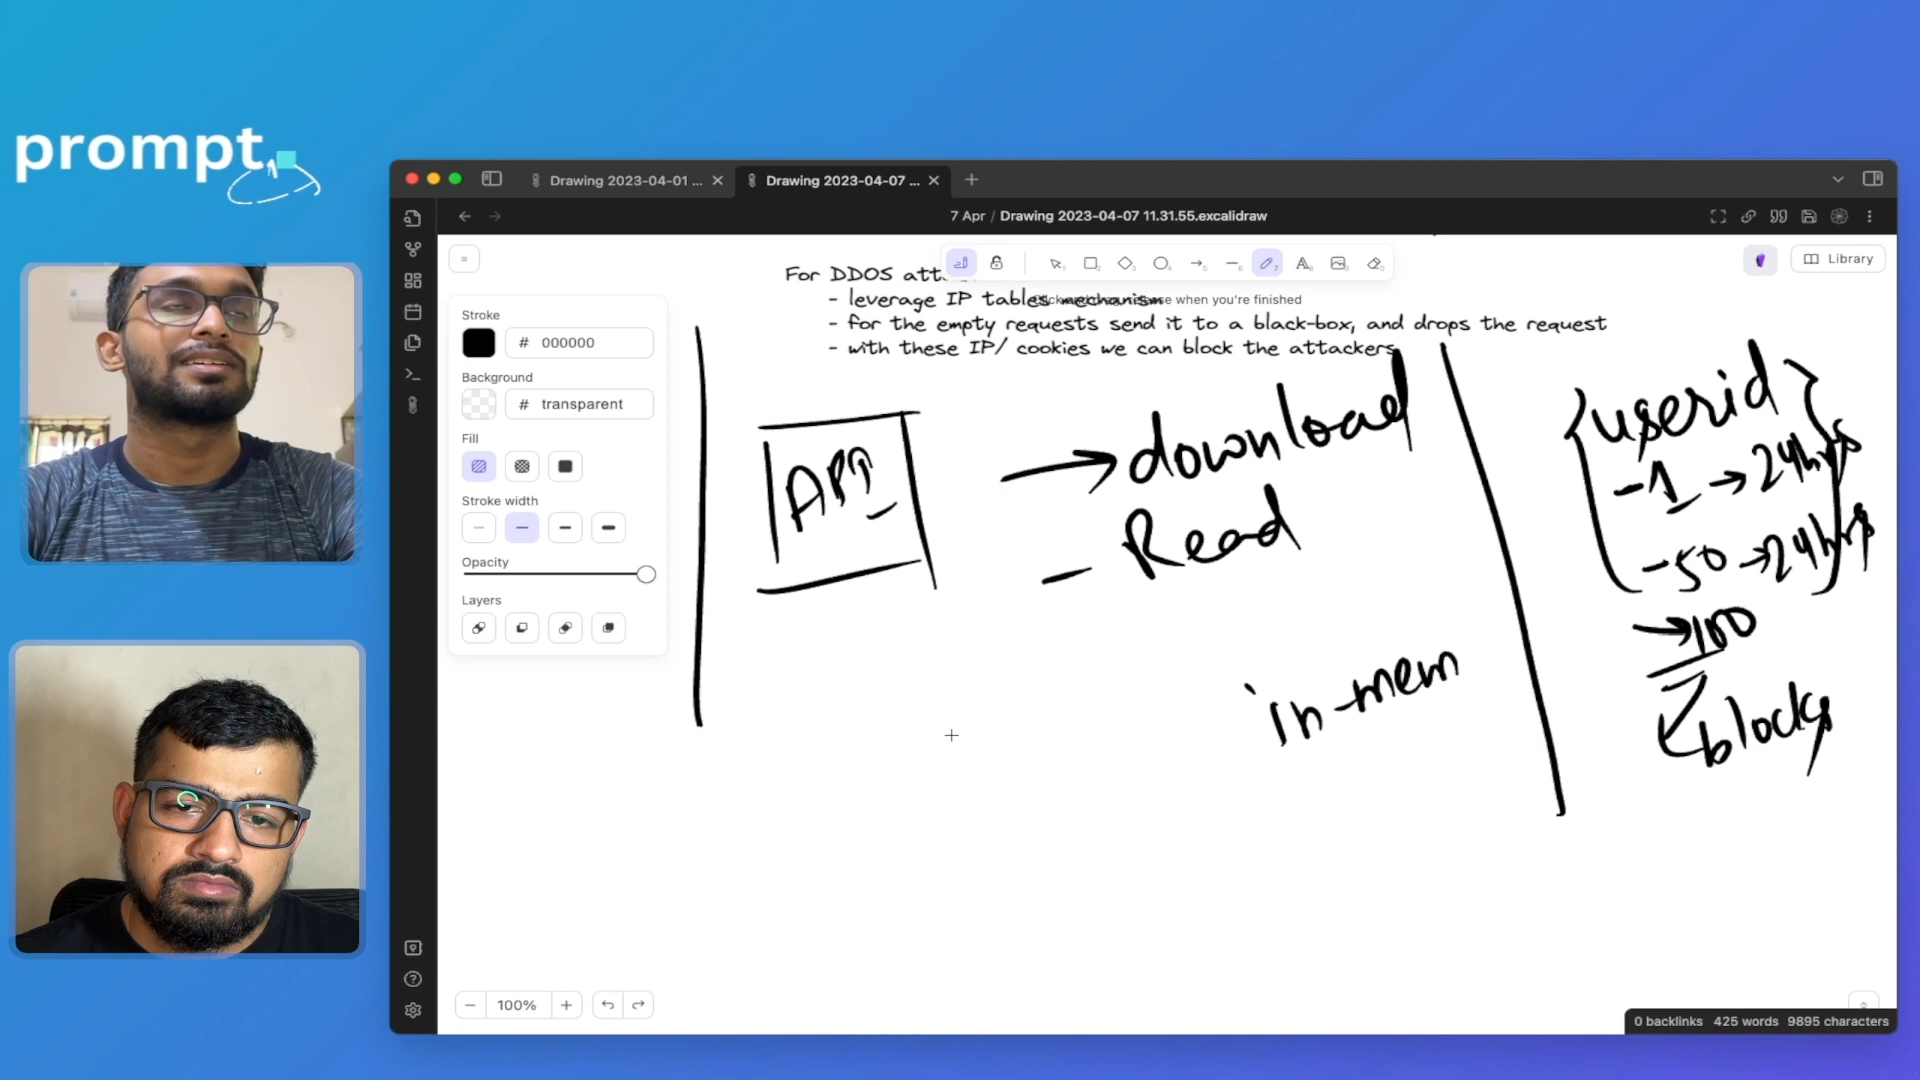 prompt.
Drawing 2023-04-01 ...
Drawing 2023-04-07 ...
7 Apr / Drawing 2023-04-07 11.31.55.excalidraw
Library
For DDOS att
- leverage IP tables mechanism
release when you're finished
- for the empty requests send it to a black-box, and drops the request
- with these IP/ cookies we can block the attackers
Stroke
# 000000
Background
# transparent
Fill
Stroke width
Opacity
Layers
API
→ download
- Read
in-mem
{userid}
-1 → 24hrs
-50 → 24hrs
→ 100
blocks
100%
0 backlinks 425 words 9895 characters